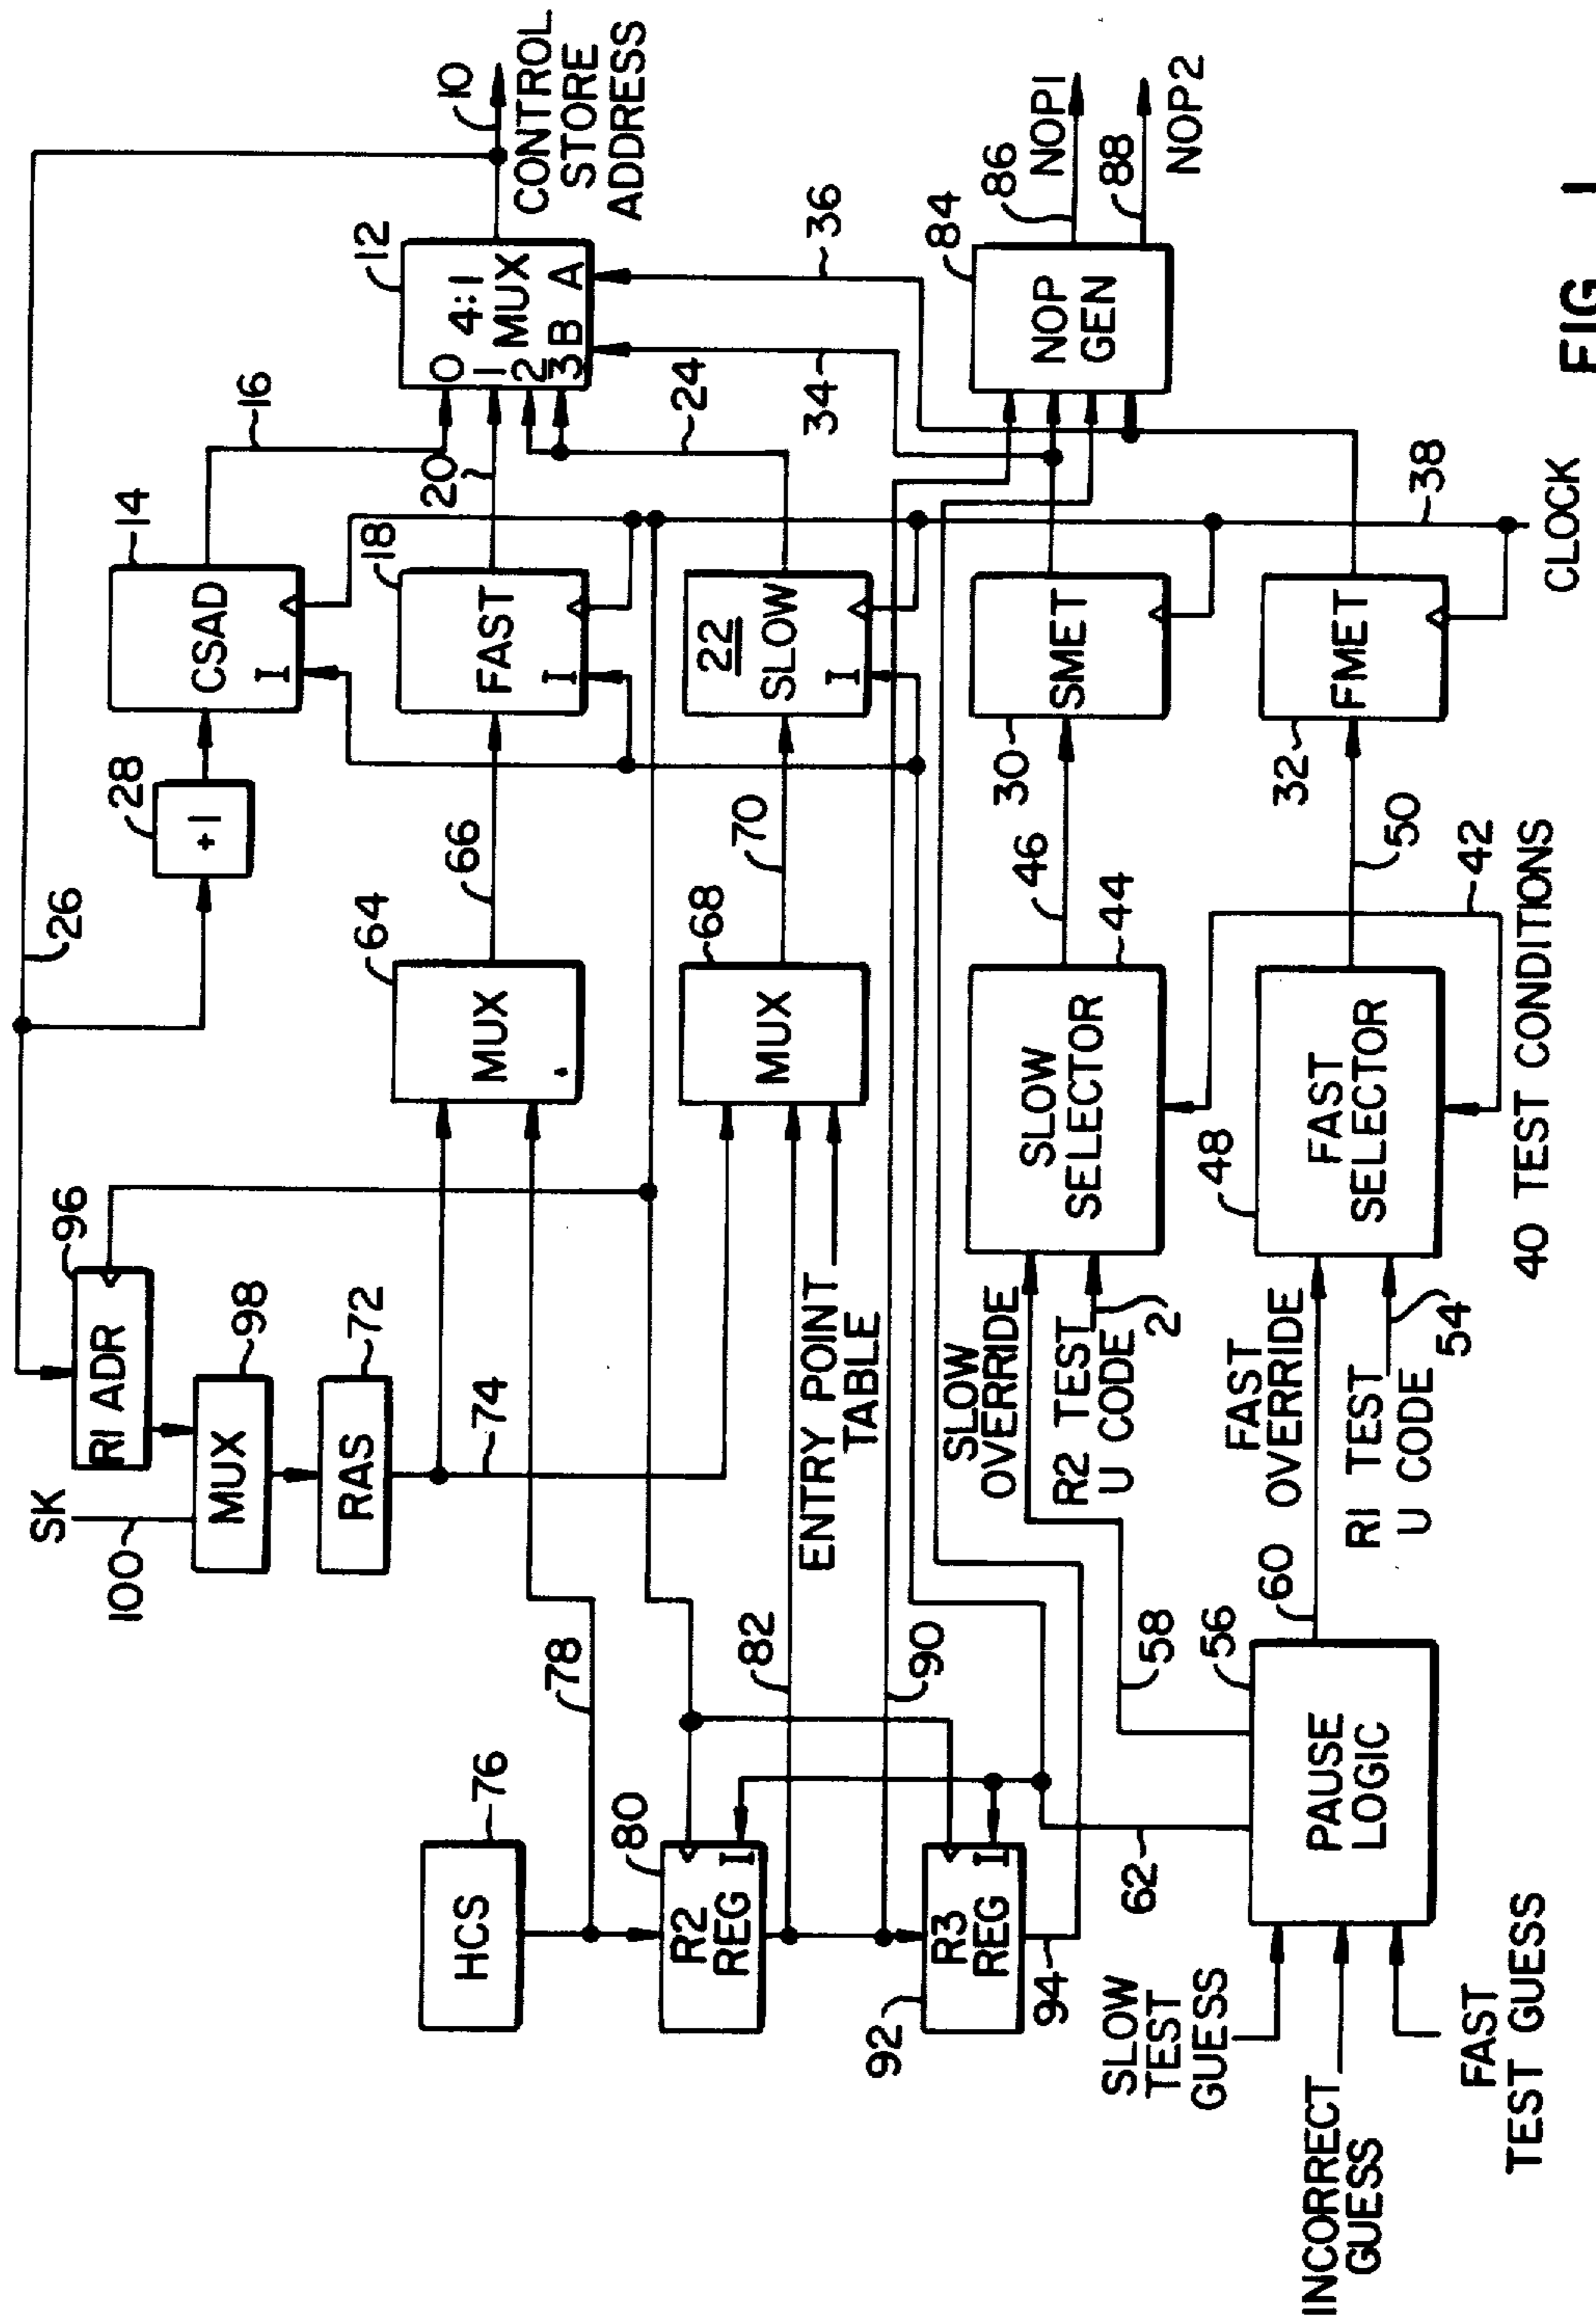 26
10
CONTROL
STORE
ADDRESS
12
4:1
MUX
0
1
2
3
B A
16
14
CSAD
I
28
+1
20
18
FAST
I
66
64
MUX
24
22
SLOW
I
70
68
MUX
34
36
84
NOP
GEN
86
NOP1
88
NOP2
SMET
30
46
44
SLOW
SELECTOR
FMET
32
50
48
FAST
SELECTOR
42
40 TEST CONDITIONS
38
CLOCK
96
R1 ADR
98
MUX
SK
100
72
RAS
74
ENTRY POINT
TABLE
SLOW
OVERRIDE
R2 TEST
U CODE
2
FAST
OVERRIDE
R1 TEST
U CODE
54
60
58
56
PAUSE
LOGIC
62
78
76
HCS
80
R2
REG
I
82
90
92
R3
REG
I
94
SLOW
TEST
GUESS
INCORRECT
GUESS
FAST
TEST GUESS
FIG. 1